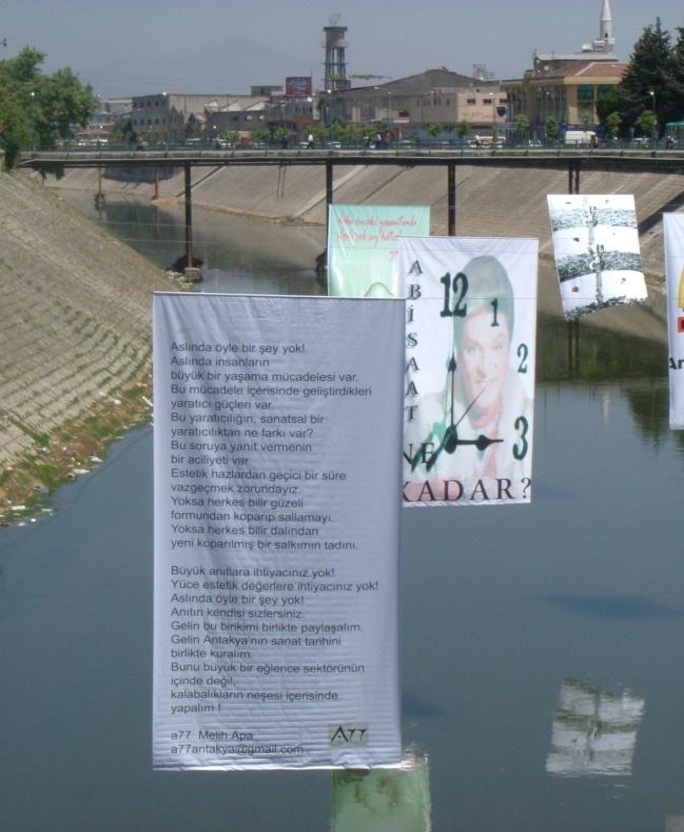 Aslında öyle bir şey yok!
Aslında insanların
büyük bir yaşama mücadelesi var.
Bu mücadele içerisinde geliştirdikleri
yaratıcı güçleri var.
Bu yaratıcılığın, sanatsal bir
yaratıcılıktan ne farkı var?
Bu soruya yanıt vermenin
bir aciliyeti var.
Estetik hazlardan geçici bir süre
vazgeçmek zorundayız.
Yoksa herkes bilir güzeli
formundan koparıp sallamayı,
Yoksa herkes bilir dalından
yeni koparılmış bir salkımın tadını.
Büyük anıtlara ihtiyacınız yok!
Yüce estetik değerlere ihtiyacınız yok!
Aslında öyle bir şey yok!
Anıtın kendisi sizlersiniz.
Gelin bu birikimi birlikte paylaşalım.
Gelin Antakya'nın sanat tarihini
birlikte kuralım.
Bunu büyük bir eğlence sektörünün
içinde değil,
kalabalıkların neşesi içerisinde
yapalım !
a77 Melih Apa
a77antakya@gmail.com
A77
ABİ SAAT
12
1
2
3
NE
KADAR?